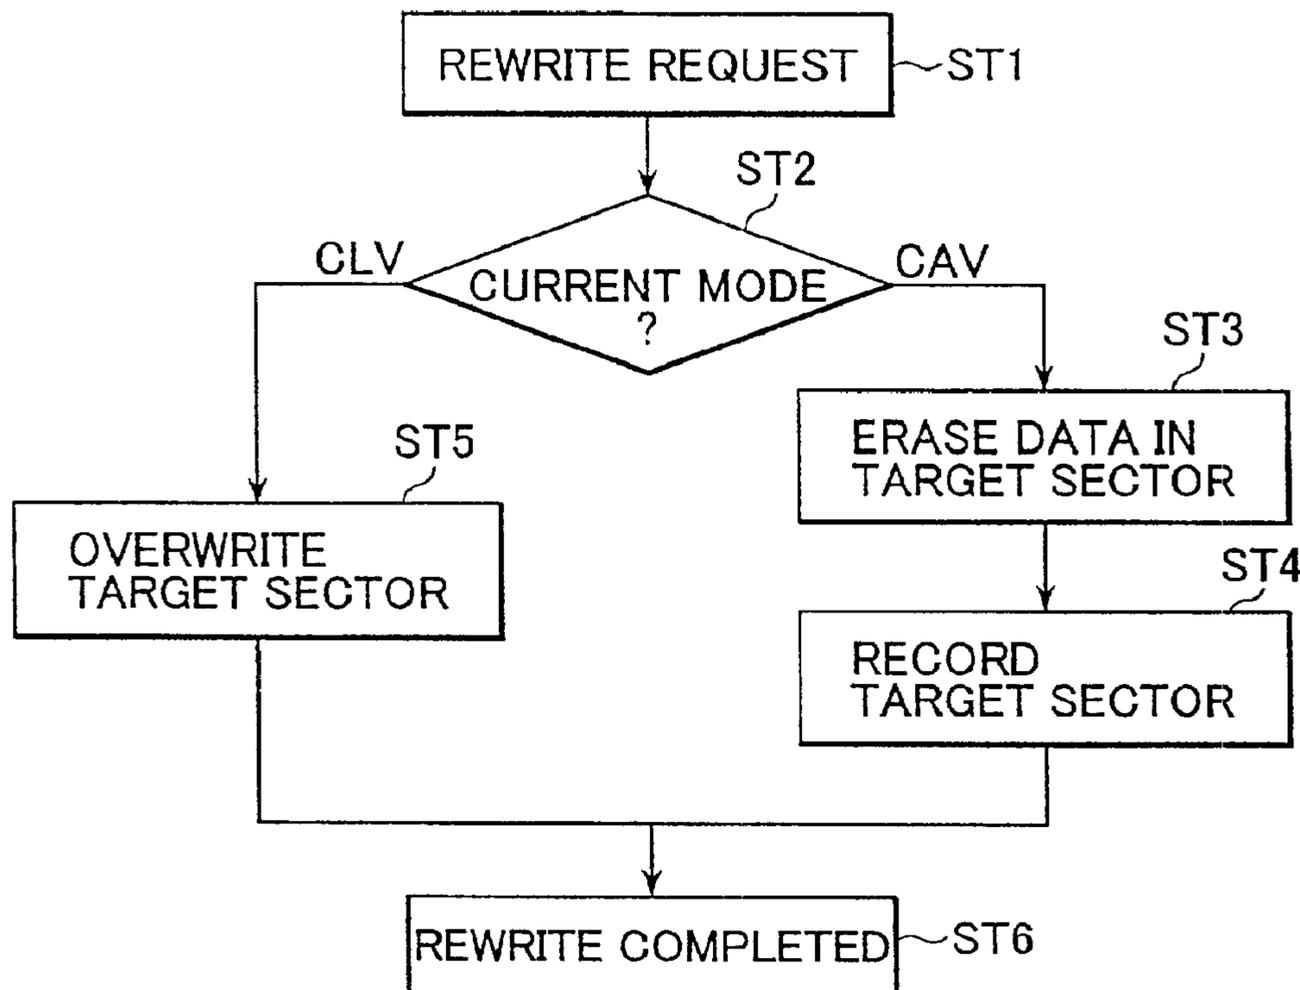 REWRITE REQUEST
ST1
ST2
CLV
CAV
CURRENT MODE
?
ST3
ERASE DATA IN
TARGET SECTOR
ST5
OVERWRITE
TARGET SECTOR
ST4
RECORD
TARGET SECTOR
REWRITE COMPLETED
ST6